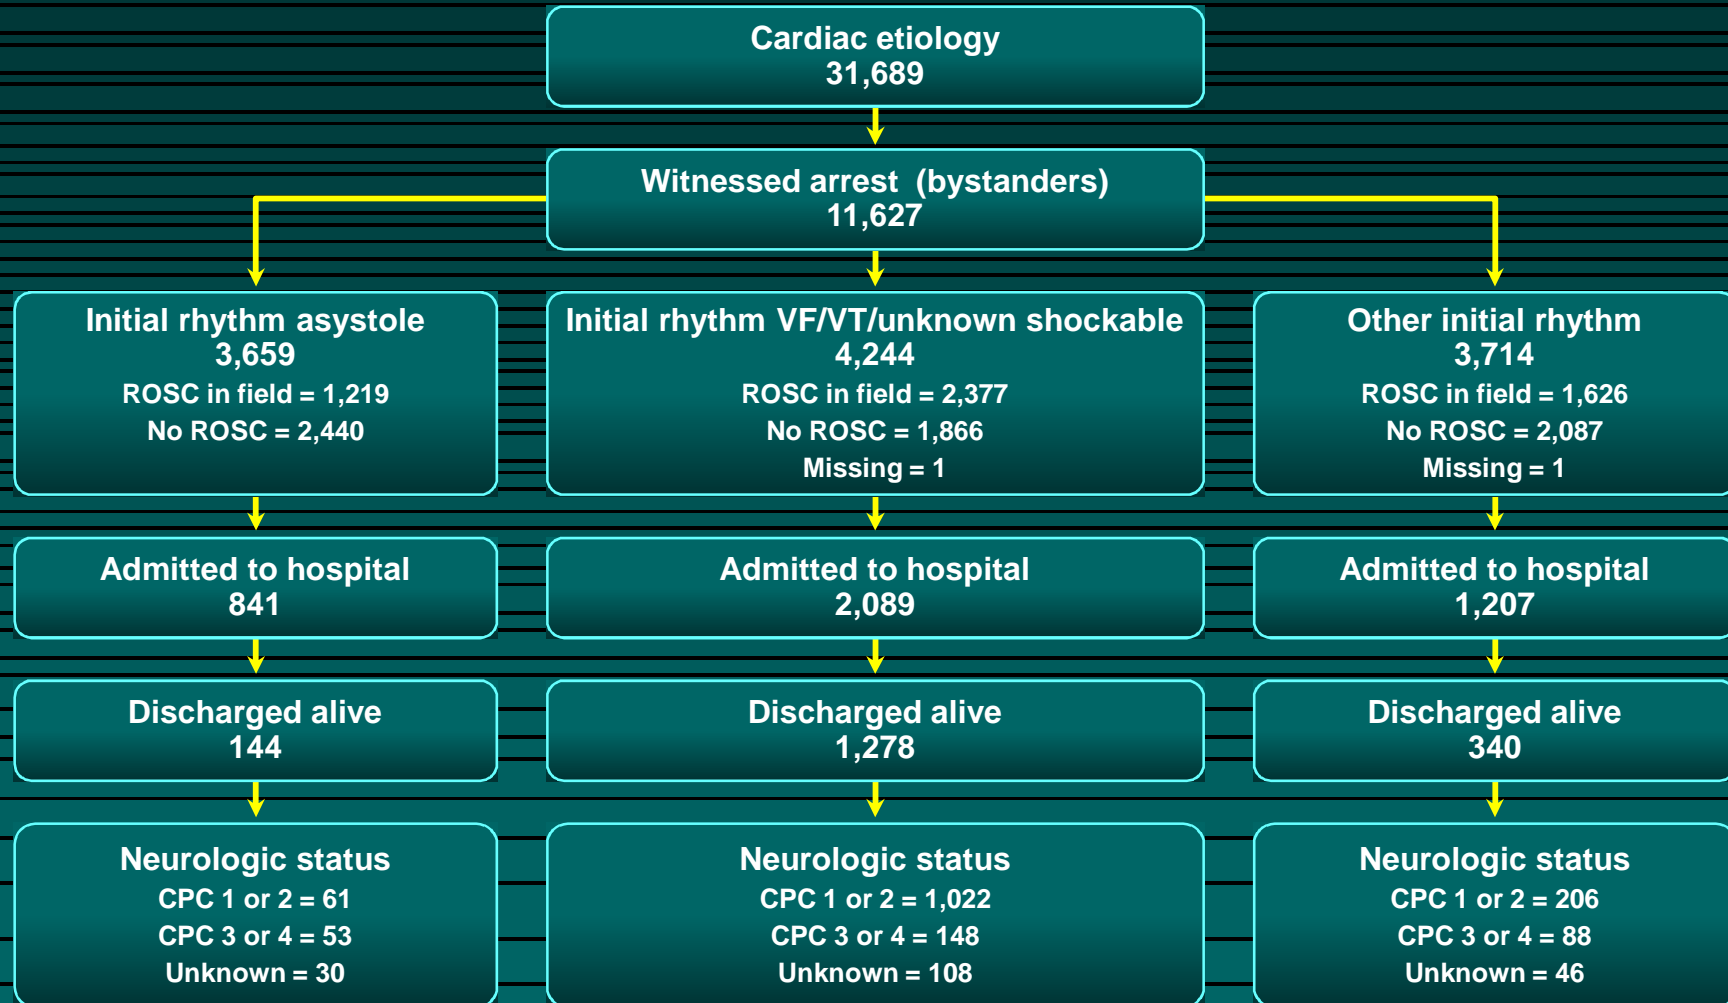 Cardiac etiology
31,689
Witnessed arrest (bystanders)
11,627
Initial rhythm asystole
3,659
ROSC in field = 1,219
No ROSC = 2,440
Initial rhythm VF/VT/unknown shockable
4,244
ROSC in field = 2,377
No ROSC = 1,866
Missing = 1
Other initial rhythm
3,714
ROSC in field = 1,626
No ROSC = 2,087
Missing = 1
Admitted to hospital
841
Admitted to hospital
2,089
Admitted to hospital
1,207
Discharged alive
144
Discharged alive
1,278
Discharged alive
340
Neurologic status
CPC 1 or 2 = 61
CPC 3 or 4 = 53
Unknown = 30
Neurologic status
CPC 1 or 2 = 1,022
CPC 3 or 4 = 148
Unknown = 108
Neurologic status
CPC 1 or 2 = 206
CPC 3 or 4 = 88
Unknown = 46